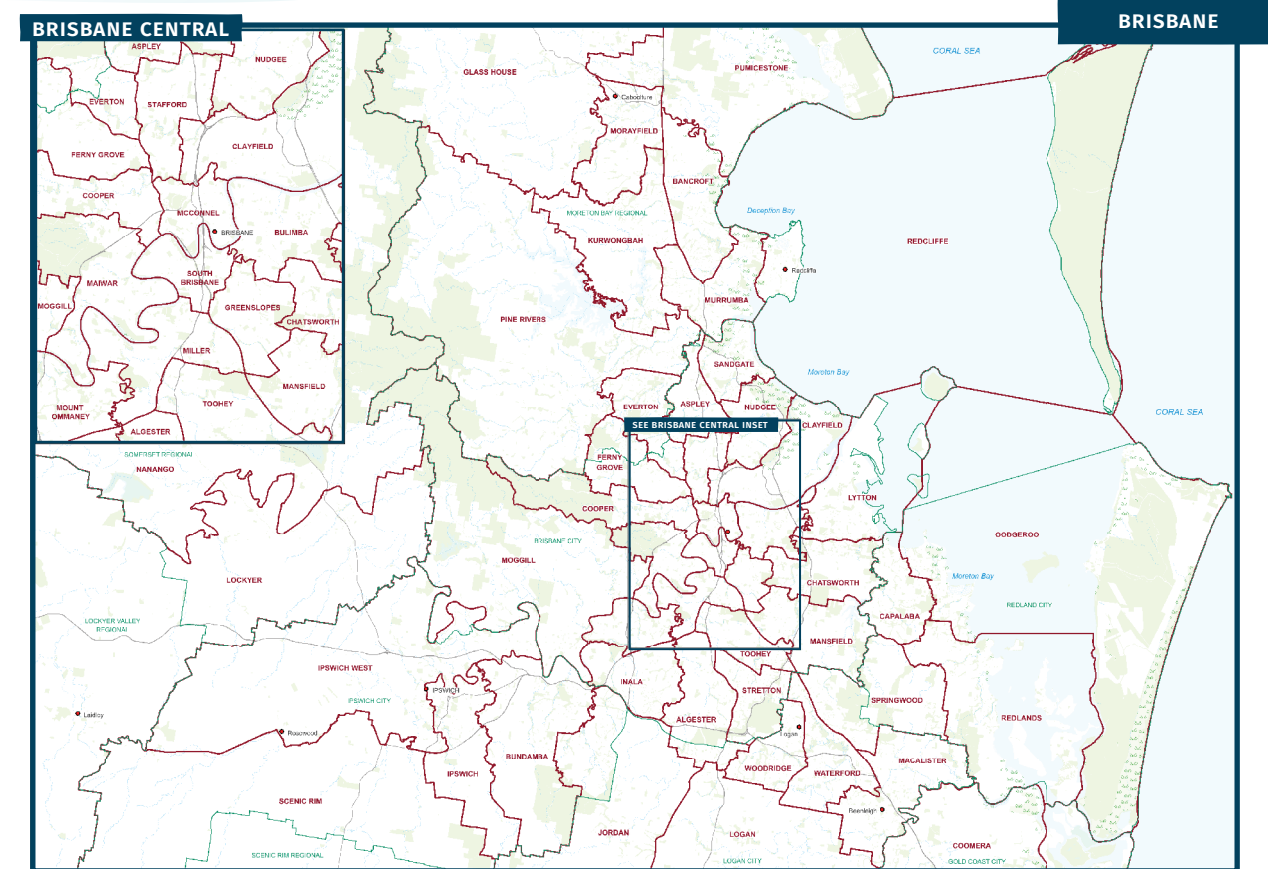 BRISBANE CENTRAL
BRISBANE
ASPLEY
NUDGEE
EVERTON
STAFFORD
CLAYFIELD
FERNY GROVE
COOPER
MCCONNEL
BRISBANE
BULIMBA
SOUTH
BRISBANE
MAIWAR
MOGGILL
GREENSLOPES
CHATSWORTH
MILLER
MANSFIELD
MOUNT
OMMANEY
TOOHEY
ALGESTER
CORAL SEA
GLASS HOUSE
PUMICESTONE
Caboolture
MORAYFIELD
BANCROFT
MORETON BAY REGIONAL
Deception Bay
KURWONGBAH
REDCLIFFE
Redcliffe
MURRUMBA
PINE RIVERS
SANDGATE
Moreton Bay
EVERTON
ASPLEY
NUDGEE
CORAL SEA
SEE BRISBANE CENTRAL INSET
CLAYFIELD
SOMERSET REGIONAL
NANANGO
FERNY
GROVE
LYTTON
COOPER
BRISBANE CITY
OODGEROO
MOGGILL
LOCKYER
CHATSWORTH
Moreton Bay
REDLAND CITY
LOCKYER VALLEY
REGIONAL
CAPALABA
MANSFIELD
TOOHEY
IPSWICH WEST
INALA
STRETTON
IPSWICH
IPSWICH CITY
SPRINGWOOD
Laidley
REDLANDS
ALGESTER
Rosewood
Logan
BUNDAMBA
MACALISTER
IPSWICH
WOODRIDGE
WATERFORD
SCENIC RIM
Beenleigh
JORDAN
LOGAN
COOMERA
SCENIC RIM REGIONAL
LOGAN CITY
GOLD COAST CITY